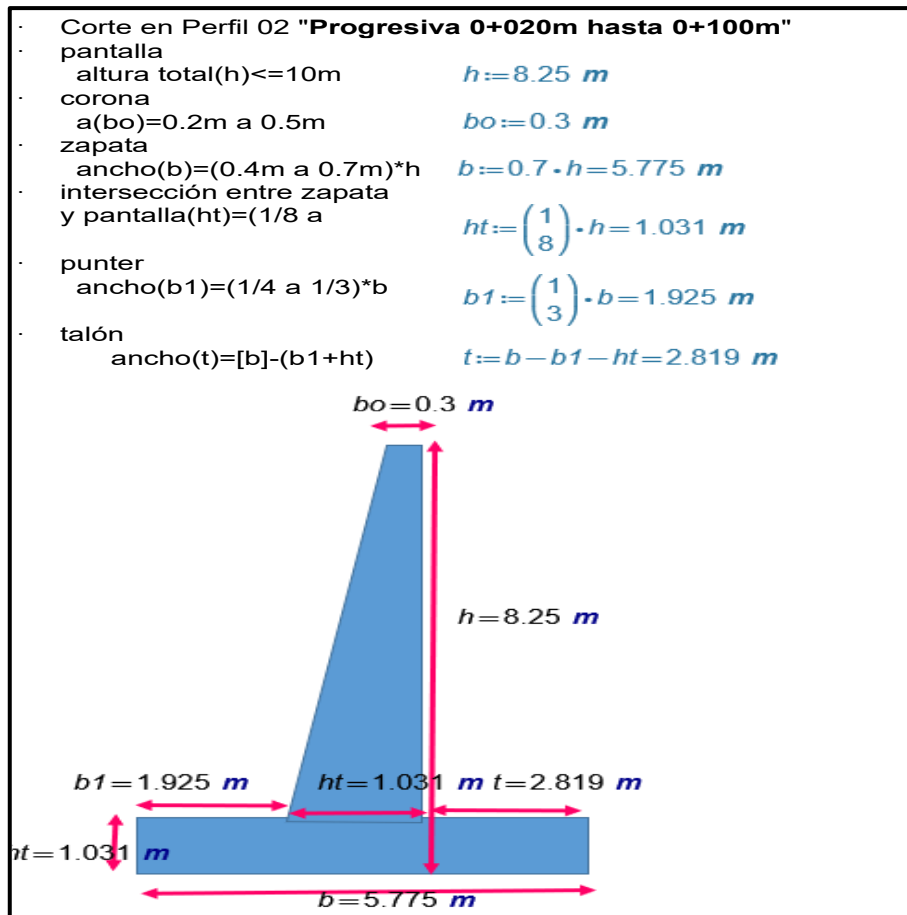 · Corte en Perfil 02 "Progresiva 0+020m hasta 0+100m"
· pantalla
altura total(h)<=10m h:=8.25 m
· corona
a(bo)=0.2m a 0.5m bo:=0.3 m
· zapata
ancho(b)=(0.4m a 0.7m)*h b:=0.7·h=5.775 m
· intersección entre zapata
y pantalla(ht)=(1/8 a ht:=(1/8)·h=1.031 m
· punter
ancho(b1)=(1/4 a 1/3)*b b1:=(1/3)·b=1.925 m
· talón
ancho(t)=[b]-(b1+ht) t:=b-b1-ht=2.819 m
bo=0.3 m
h=8.25 m
b1=1.925 m ht=1.031 m t=2.819 m
ht=1.031 m
b=5.775 m